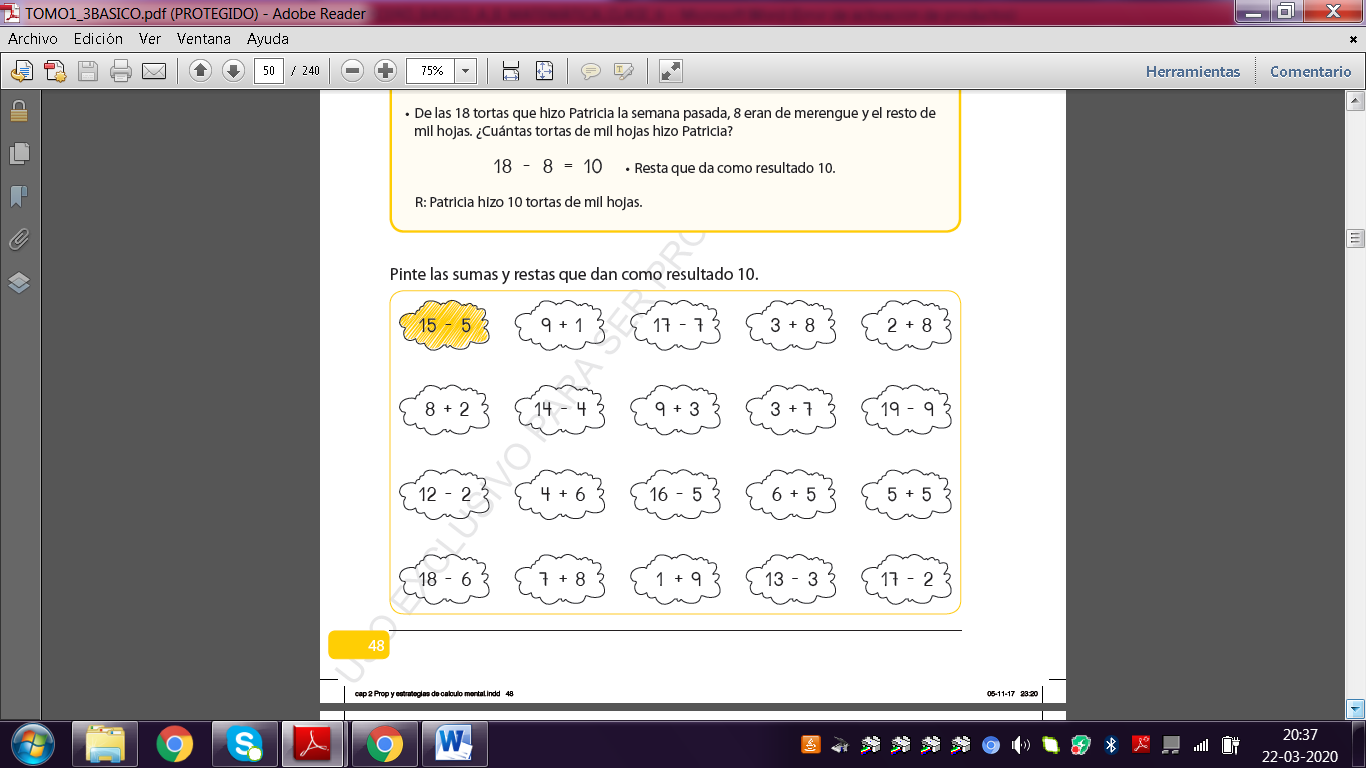 TOMO1_3BASICO.pdf (PROTEGIDO) - Adobe Reader
Archivo Edición Ver Ventana Ayuda
50 / 240 75% Herramientas Comentario
• De las 18 tortas que hizo Patricia la semana pasada, 8 eran de merengue y el resto de
mil hojas. ¿Cuántas tortas de mil hojas hizo Patricia?
18 - 8 = 10 • Resta que da como resultado 10.
R: Patricia hizo 10 tortas de mil hojas.
Pinte las sumas y restas que dan como resultado 10.
15 - 5 9 + 1 17 - 7 3 + 8 2 + 8
8 + 2 14 - 4 9 + 3 3 + 7 19 - 9
12 - 2 4 + 6 16 - 5 6 + 5 5 + 5
18 - 6 7 + 8 1 + 9 13 - 3 17 - 2
USO EXCLUSIVO PARA SER PRO
48
cap 2 Prop y estrategias de calculo mental.indd 48 05-11-17 23:20
20:37
22-03-2020